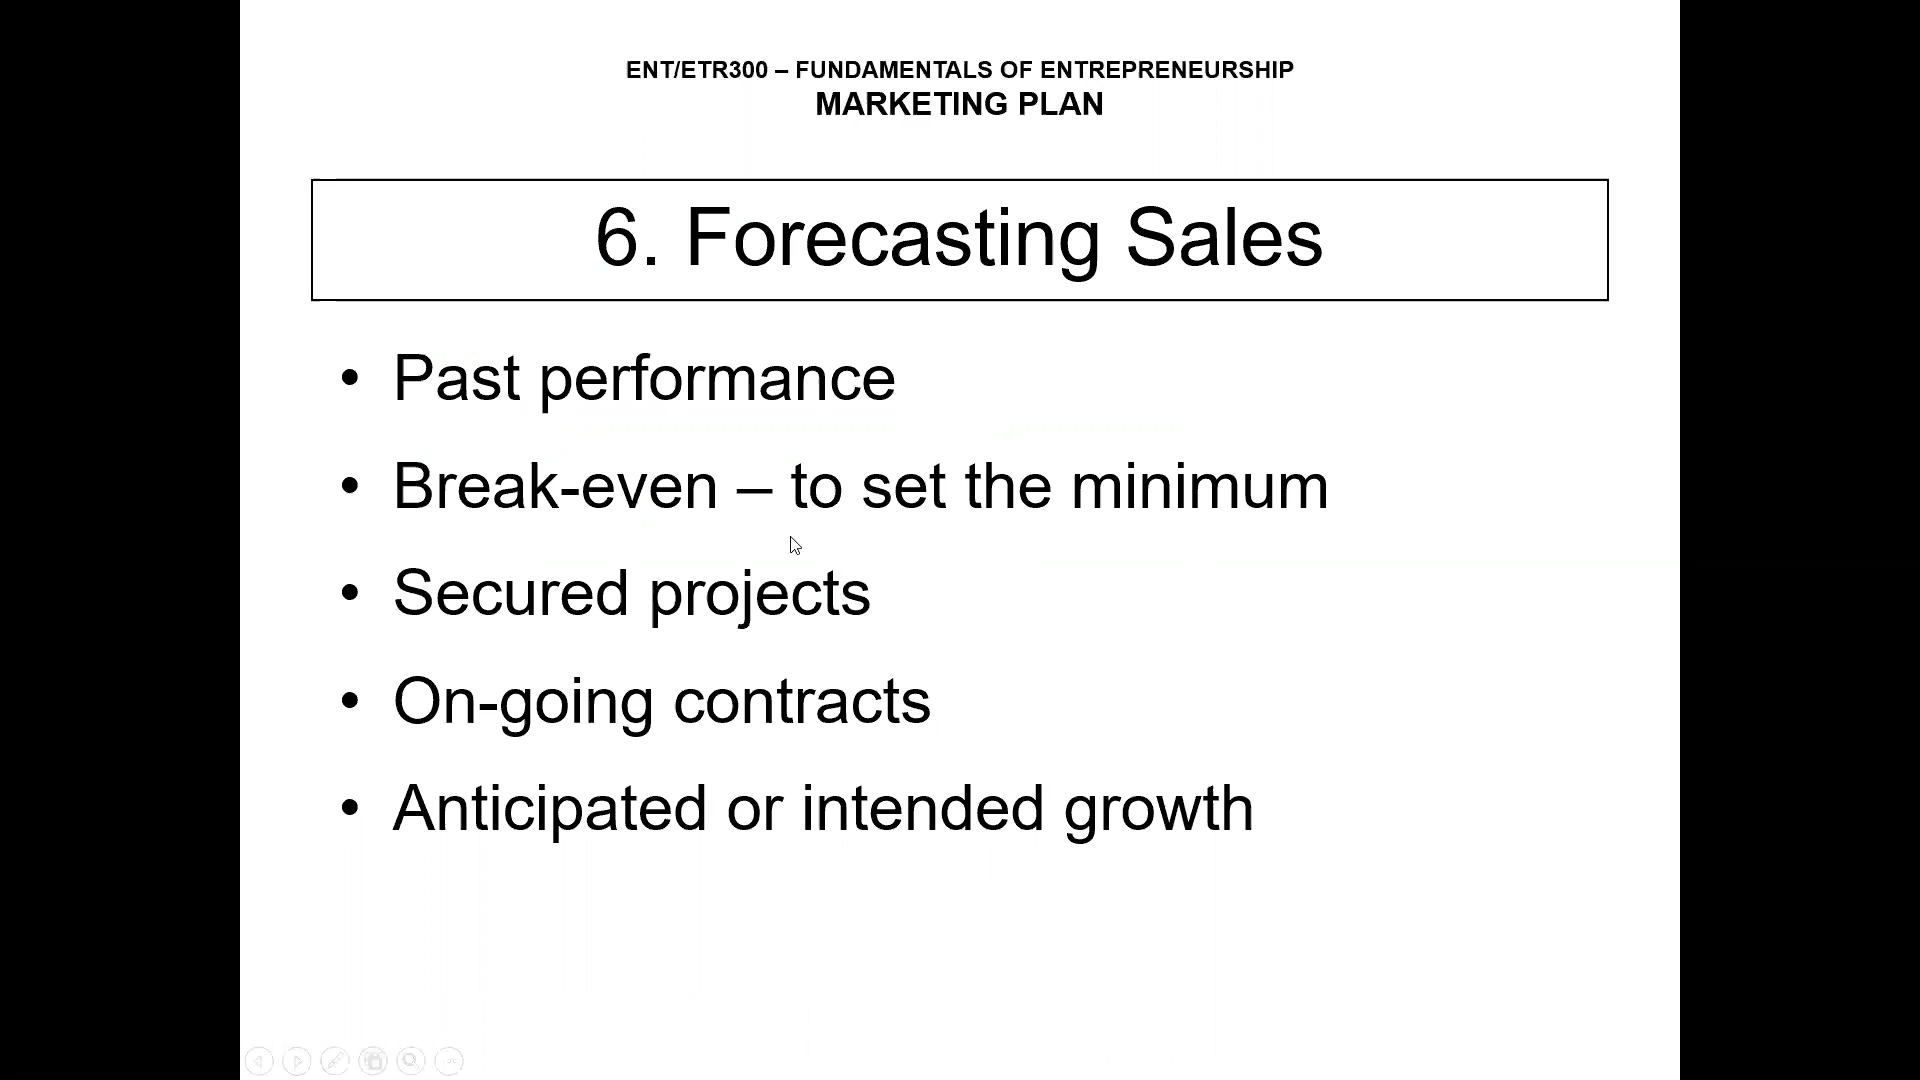 ENT/ETR300 – FUNDAMENTALS OF ENTREPRENEURSHIP
MARKETING PLAN
6. Forecasting Sales
• Past performance
• Break-even – to set the minimum
• Secured projects
• On-going contracts
• Anticipated or intended growth